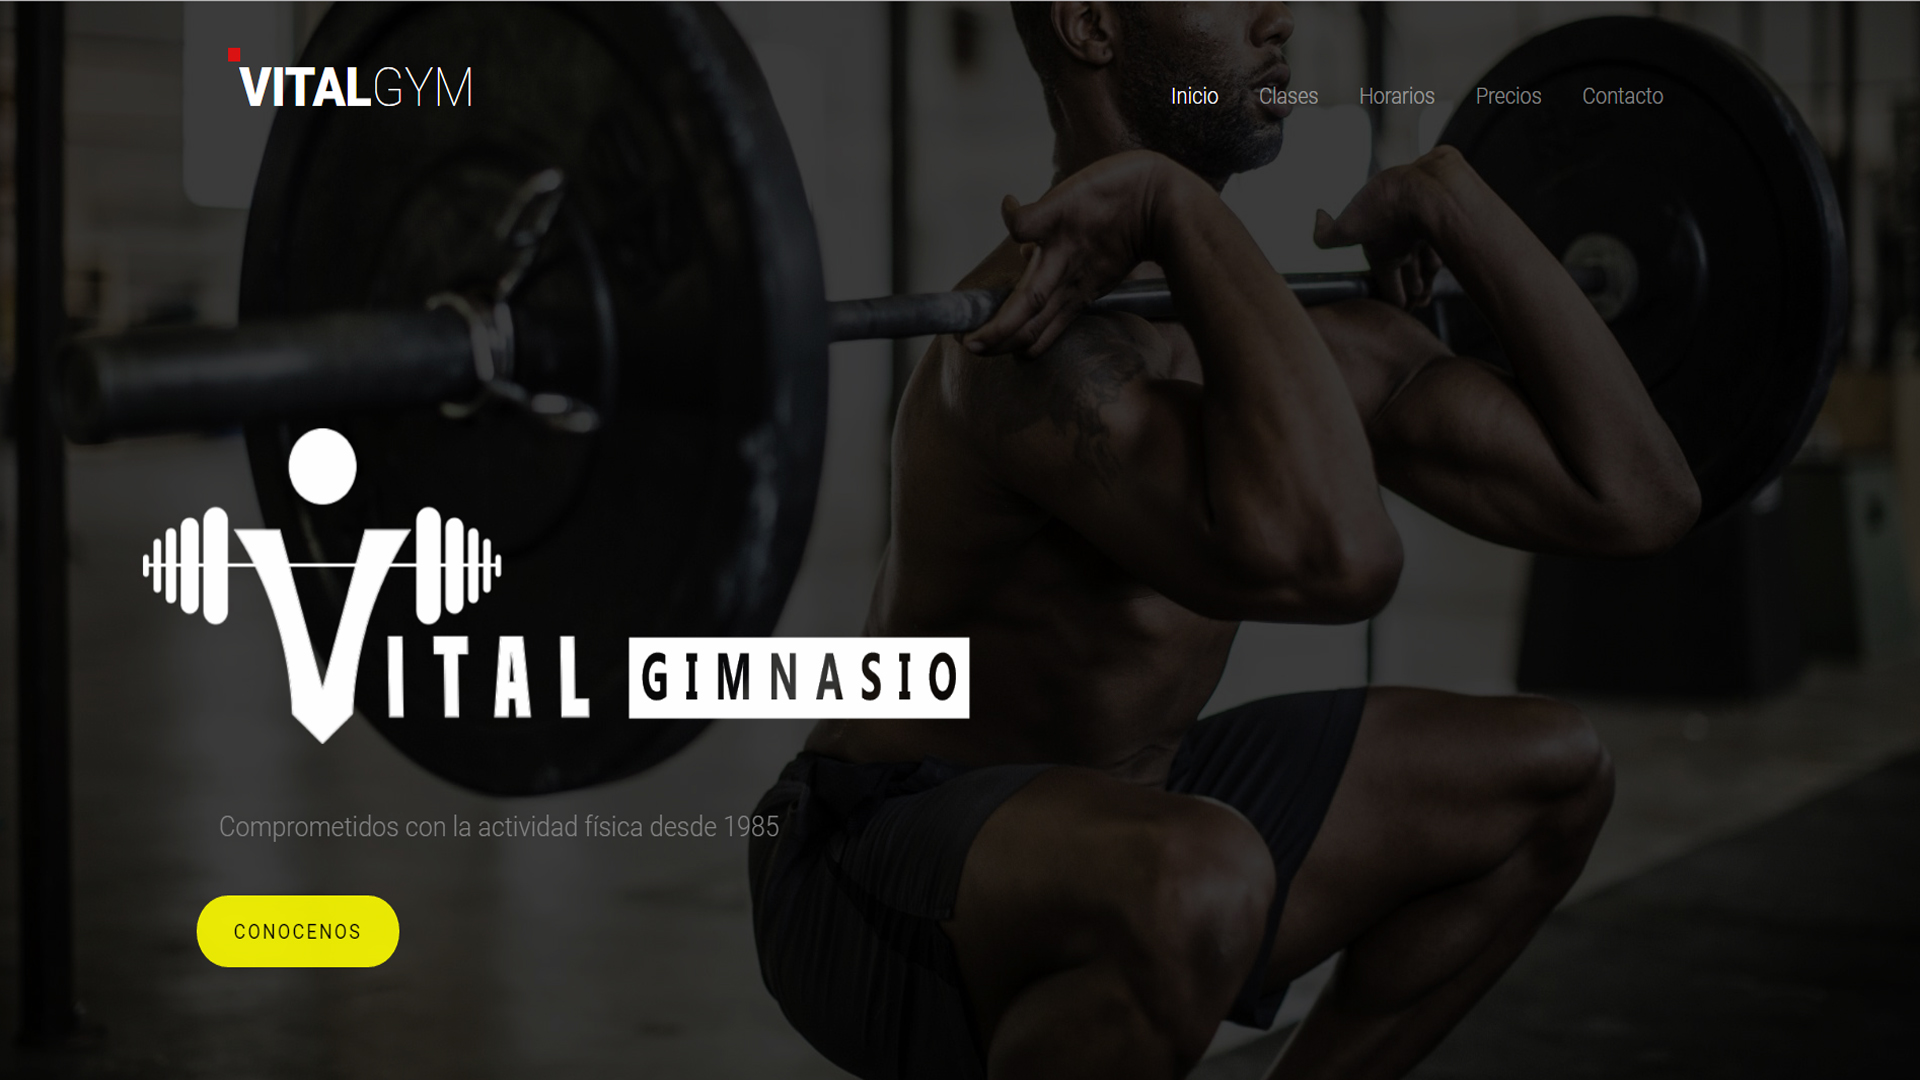 VITALGYM
Inicio Clases Horarios Precios Contacto
VITAL GIMNASIO
Comprometidos con la actividad física desde 1985
CONOCENOS